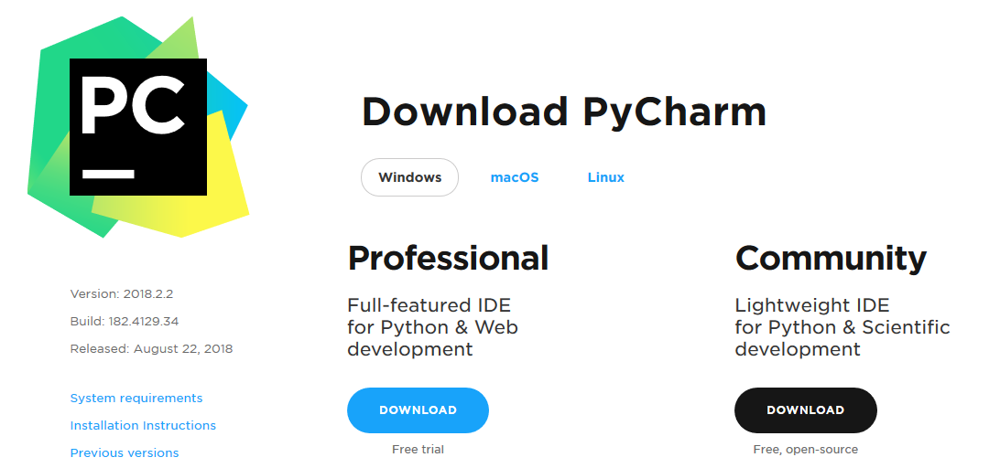 PC
Download PyCharm
Windows
macOS
Linux
Professional
Full-featured IDE
for Python & Web
development
DOWNLOAD
Free trial
Community
Lightweight IDE
for Python & Scientific
development
DOWNLOAD
Free, open-source
Version: 2018.2.2
Build: 182.4129.34
Released: August 22, 2018
System requirements
Installation Instructions
Previous versions